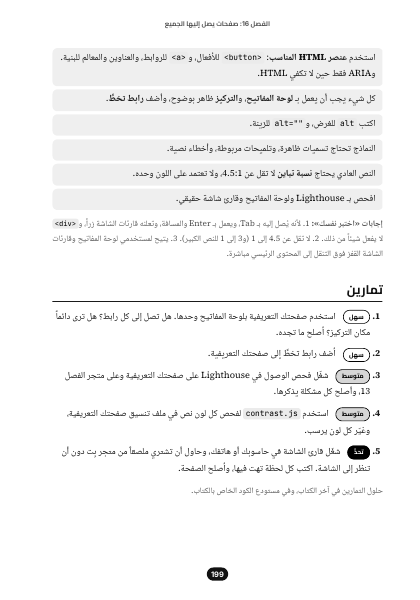 الفصل 16: صفحات يصل إليها الجميع
استخدم عنصر HTML المناسب: <button> للأفعال، و <a> للروابط، والعناوين والمعالم للبنية.
وARIA فقط حين لا تكفي HTML.
كل شيء يجب أن يعمل بـ لوحة المفاتيح، والتركيز ظاهر بوضوح، وأضف رابط تخطٍّ.
اكتب alt للغرض، و alt="" للزينة.
النماذج تحتاج تسميات ظاهرة، وتلميحات مربوطة، وأخطاء نصية.
النص العادي يحتاج نسبة تباين لا تقل عن 4.5:1، ولا تعتمد على اللون وحده.
افحص بـ Lighthouse ولوحة المفاتيح وقارئ شاشة حقيقي.
إجابات «اختبر نفسك»: 1. لأنه يُصل إليه بـ Tab، ويعمل بـ Enter والمسافة، وتعلنه قارئات الشاشة زراً، و <div>
لا يفعل شيئاً من ذلك. 2. لا تقل عن 4.5 إلى 1 (و3 إلى 1 للنص الكبير). 3. يتيح لمستخدمي لوحة المفاتيح وقارئات
الشاشة القفز فوق التنقل إلى المحتوى الرئيسي مباشرة.
تمارين
1. سهل استخدم صفحتك التعريفية بلوحة المفاتيح وحدها. هل تصل إلى كل رابط؟ هل ترى دائماً
مكان التركيز؟ أصلح ما تجده.
2. سهل أضف رابط تخطٍّ إلى صفحتك التعريفية.
3. متوسط شغّل فحص الوصول في Lighthouse على صفحتك التعريفية وعلى متجر الفصل
13، وأصلح كل مشكلة يذكرها.
4. متوسط استخدم contrast.js لفحص كل لون نص في ملف تنسيق صفحتك التعريفية،
وغيّر كل لون يرسب.
5. تحدٍّ شغّل قارئ الشاشة في حاسوبك أو هاتفك، وحاول أن تشتري ملصقاً من متجر بِت دون أن
تنظر إلى الشاشة. اكتب كل لحظة تهت فيها، وأصلح الصفحة.
حلول التمارين في آخر الكتاب، وفي مستودع الكود الخاص بالكتاب.
199